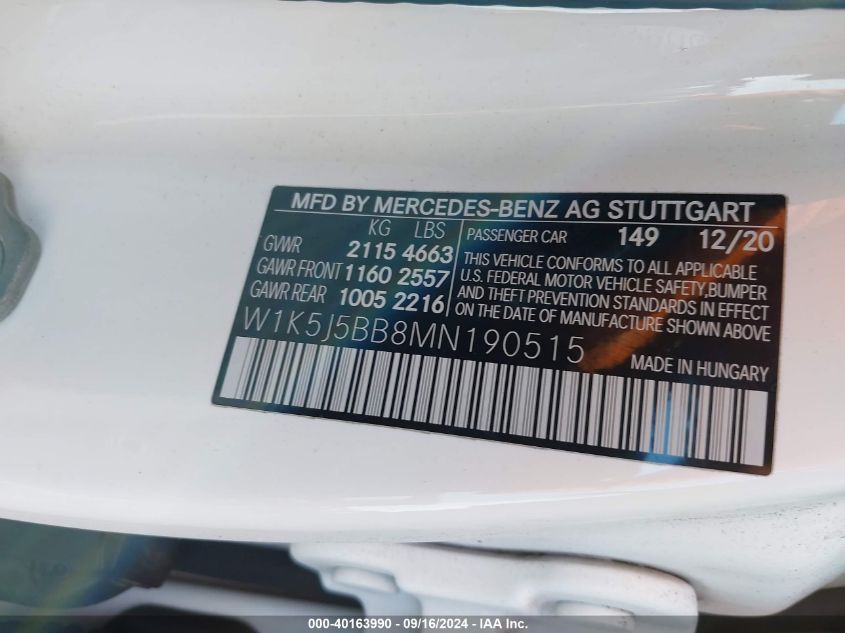 MFD BY MERCEDES-BENZ AG STUTTGART
KG LBS
GVWR 2115 4663
GAWR FRONT 1160 2557
GAWR REAR 1005 2216
PASSENGER CAR 149 12/20
THIS VEHICLE CONFORMS TO ALL APPLICABLE
U.S. FEDERAL MOTOR VEHICLE SAFETY,BUMPER
AND THEFT PREVENTION STANDARDS IN EFFECT
ON THE DATE OF MANUFACTURE SHOWN ABOVE
W1K5J5BB8MN190515
MADE IN HUNGARY
000-40163990 - 09/16/2024 - IAA Inc.